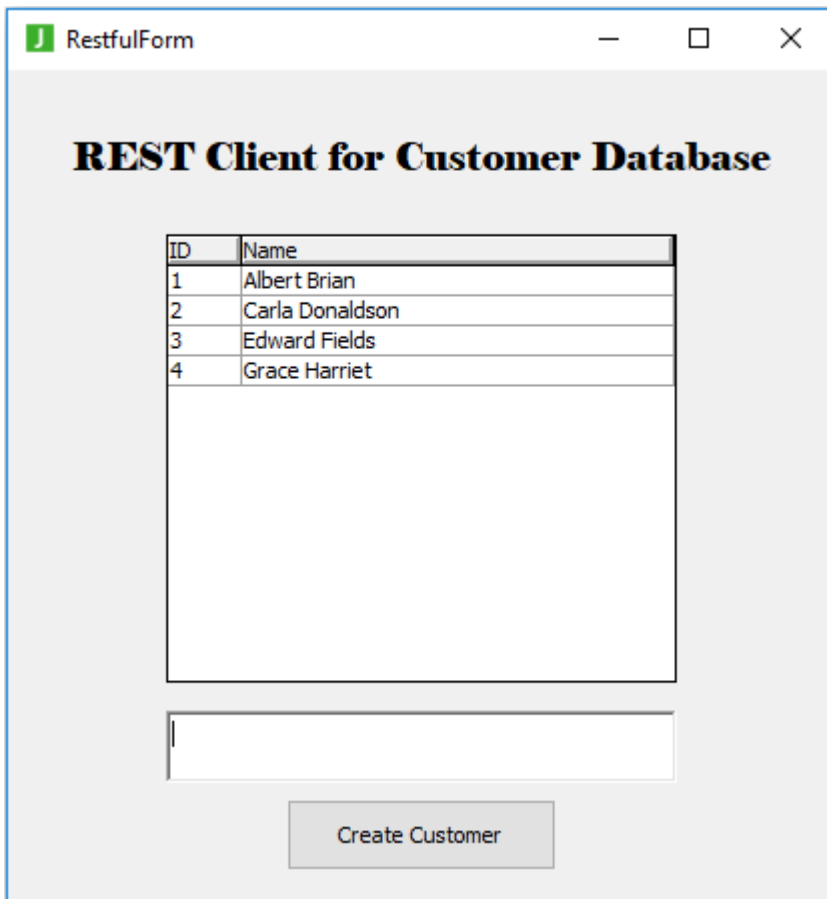 J RestfulForm
REST Client for Customer Database
ID Name
1 Albert Brian
2 Carla Donaldson
3 Edward Fields
4 Grace Harriet
Create Customer